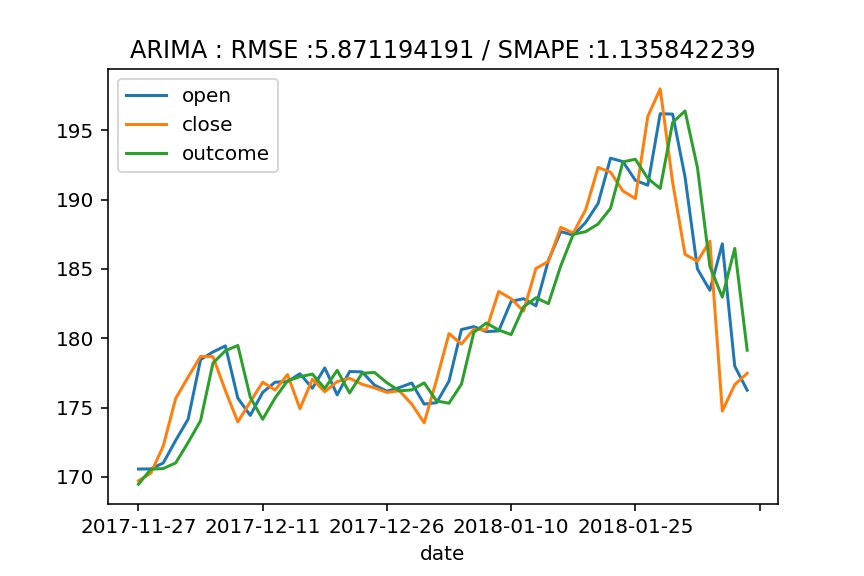 ARIMA : RMSE :5.871194191 / SMAPE :1.135842239
open
close
outcome
195
190
185
180
175
170
2017-11-27 2017-12-11 2017-12-26 2018-01-10 2018-01-25
date